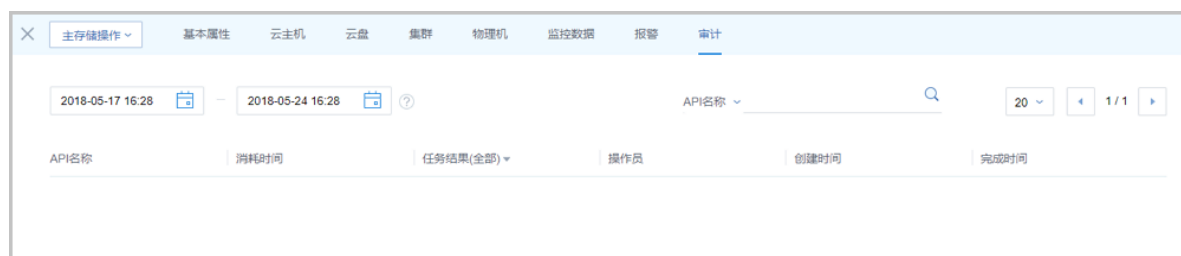 主存储操作 基本属性 云主机 云盘 集群 物理机 监控数据 报警 审计
2018-05-17 16:28 – 2018-05-24 16:28 ? API名称 20 1 / 1
API名称 消耗时间 任务结果(全部) 操作员 创建时间 完成时间